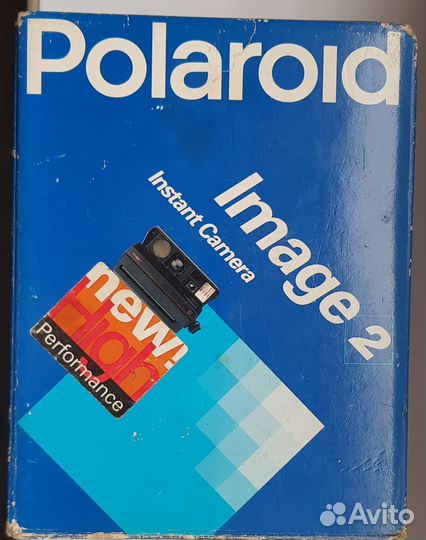 Polaroid
Image 2
Instant Camera
new!
High
Performance
Avito